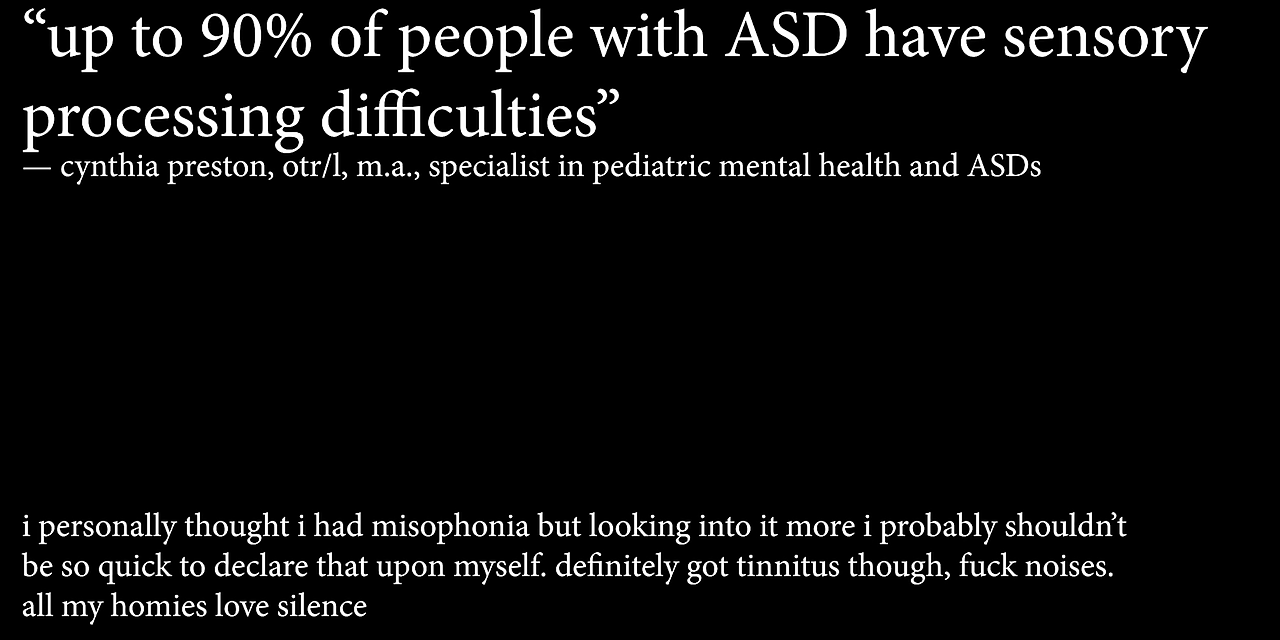 “up to 90% of people with ASD have sensory
processing difficulties”
— cynthia preston, otr/l, m.a., specialist in pediatric mental health and ASDs
i personally thought i had misophonia but looking into it more i probably shouldn’t
be so quick to declare that upon myself. definitely got tinnitus though, fuck noises.
all my homies love silence